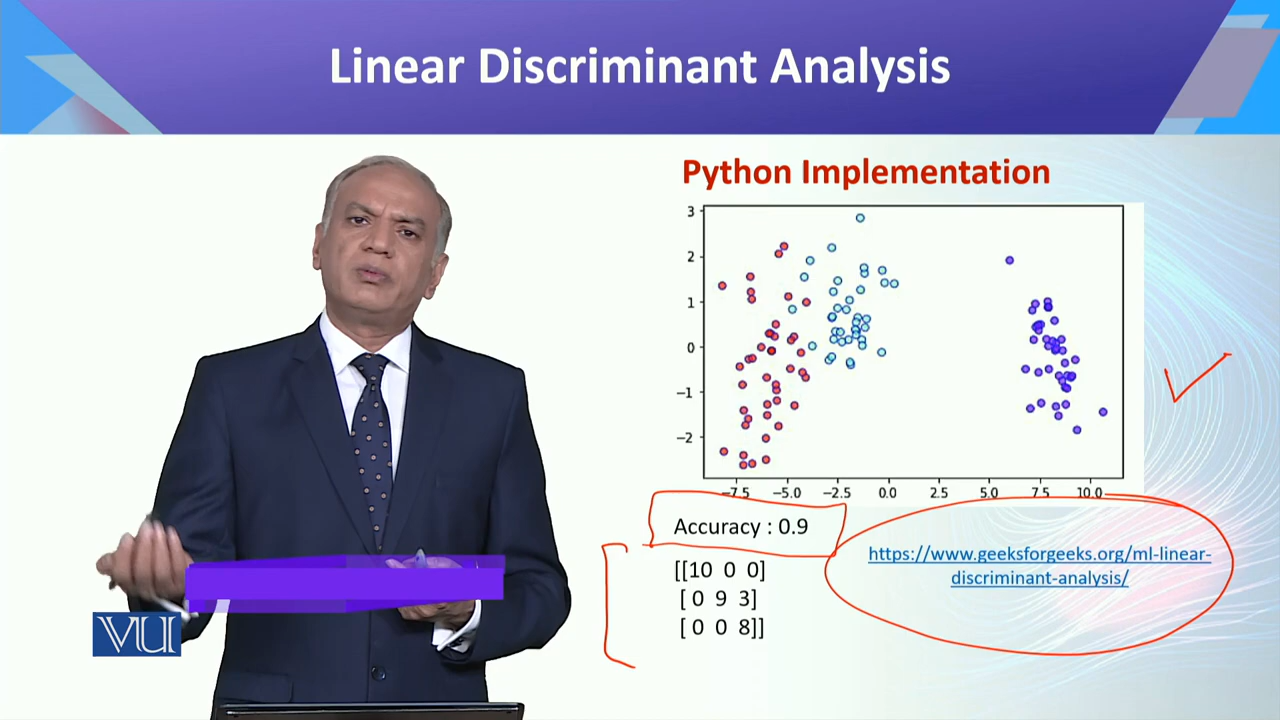 Linear Discriminant Analysis
Python Implementation
3
2
1
0
−1
−2
−7.5 −5.0 −2.5 0.0 2.5 5.0 7.5 10.0
Accuracy : 0.9
[[10 0 0]
[ 0 9 3]
[ 0 0 8]]
https://www.geeksforgeeks.org/ml-linear-
discriminant-analysis/
VU